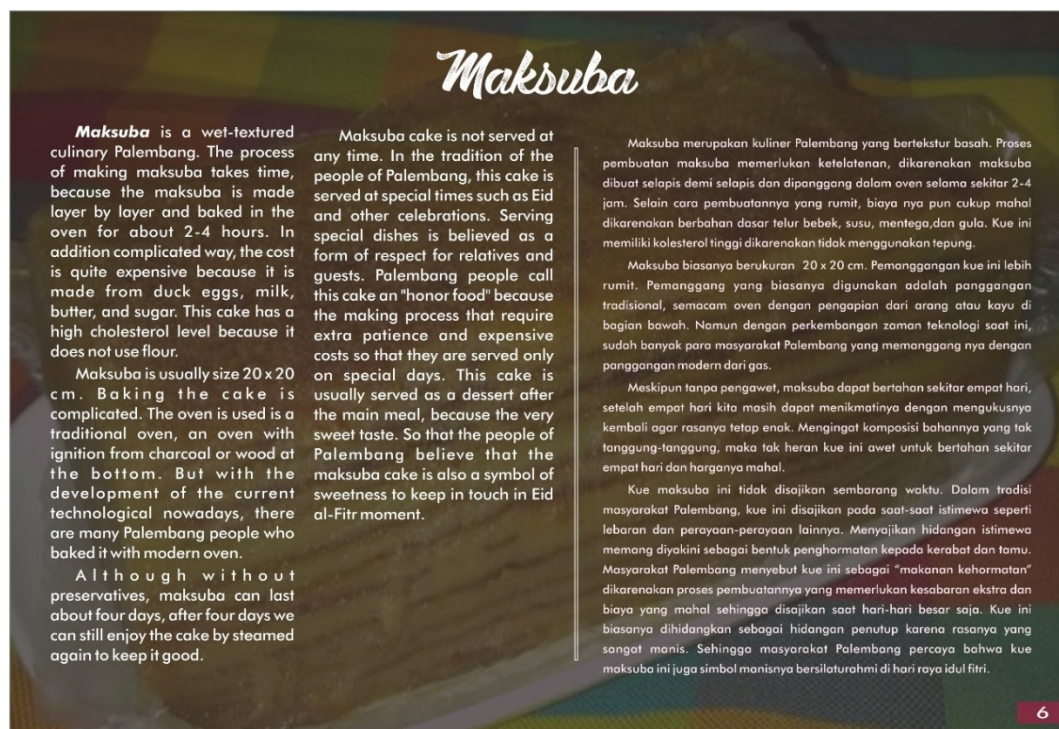 Maksuba
Maksuba is a wet-textured
culinary Palembang. The process
of making maksuba takes time,
because the maksuba is made
layer by layer and baked in the
oven for about 2-4 hours. In
addition complicated way, the cost
is quite expensive because it is
made from duck eggs, milk,
butter, and sugar. This cake has a
high cholesterol level because it
does not use flour.
Maksuba is usually size 20 x 20
cm. Baking the cake is
complicated. The oven is used is a
traditional oven, an oven with
ignition from charcoal or wood at
the bottom. But with the
development of the current
technological nowadays, there
are many Palembang people who
baked it with modern oven.
Although without
preservatives, maksuba can last
about four days, after four days we
can still enjoy the cake by steamed
again to keep it good.
Maksuba cake is not served at
any time. In the tradition of the
people of Palembang, this cake is
served at special times such as Eid
and other celebrations. Serving
special dishes is believed as a
form of respect for relatives and
guests. Palembang people call
this cake an "honor food" because
the making process that require
extra patience and expensive
costs so that they are served only
on special days. This cake is
usually served as a dessert after
the main meal, because the very
sweet taste. So that the people of
Palembang believe that the
maksuba cake is also a symbol of
sweetness to keep in touch in Eid
al-Fitr moment.
Maksuba merupakan kuliner Palembang yang bertekstur basah. Proses
pembuatan maksuba memerlukan ketelatenan, dikarenakan maksuba
dibuat selapis demi selapis dan dipanggang dalam oven selama sekitar 2-4
jam. Selain cara pembuatannya yang rumit, biaya nya pun cukup mahal
dikarenakan berbahan dasar telur bebek, susu, mentega,dan gula. Kue ini
memiliki kolesterol tinggi dikarenakan tidak menggunakan tepung.
Maksuba biasanya berukuran 20 x 20 cm. Pemanggangan kue ini lebih
rumit. Pemanggang yang biasanya digunakan adalah panggangan
tradisional, semacam oven dengan pengapian dari arang atau kayu di
bagian bawah. Namun dengan perkembangan zaman teknologi saat ini,
sudah banyak para masyarakat Palembang yang memanggang nya dengan
panggangan modern dari gas.
Meskipun tanpa pengawet, maksuba dapat bertahan sekitar empat hari,
setelah empat hari kita masih dapat menikmatinya dengan mengukusnya
kembali agar rasanya tetap enak. Mengingat komposisi bahannya yang tak
tanggung-tanggung, maka tak heran kue ini awet untuk bertahan sekitar
empat hari dan harganya mahal.
Kue maksuba ini tidak disajikan sembarang waktu. Dalam tradisi
masyarakat Palembang, kue ini disajikan pada saat-saat istimewa seperti
lebaran dan perayaan-perayaan lainnya. Menyajikan hidangan istimewa
memang diyakini sebagai bentuk penghormatan kepada kerabat dan tamu.
Masyarakat Palembang menyebut kue ini sebagai “makanan kehormatan”
dikarenakan proses pembuatannya yang memerlukan kesabaran ekstra dan
biaya yang mahal sehingga disajikan saat hari-hari besar saja. Kue ini
biasanya dihidangkan sebagai hidangan penutup karena rasanya yang
sangat manis. Sehingga masyarakat Palembang percaya bahwa kue
maksuba ini juga simbol manisnya bersilaturahmi di hari raya idul fitri.
6